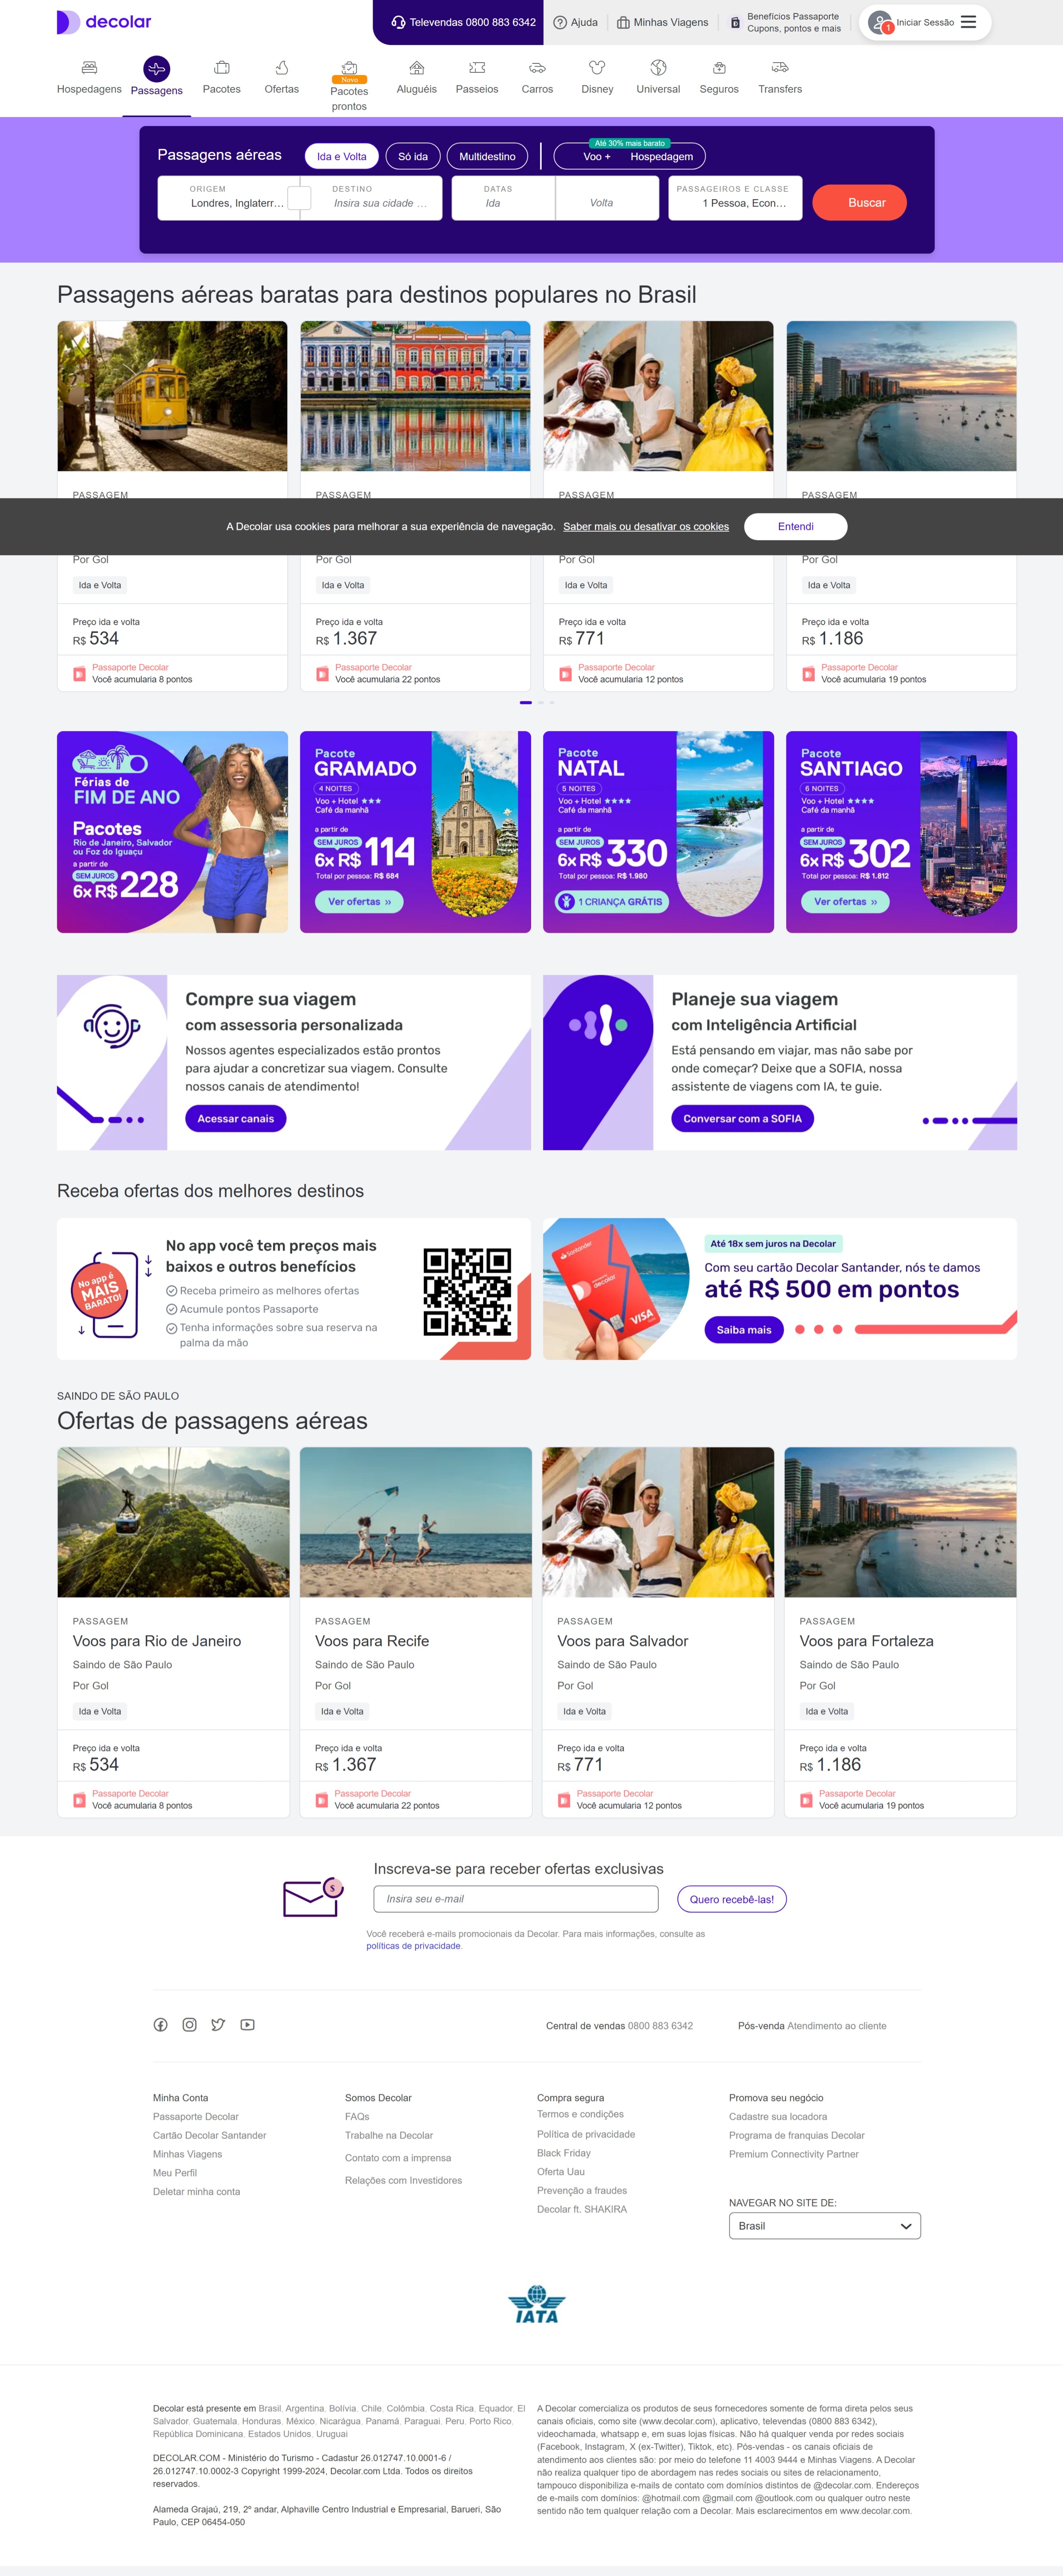 decolar
Televendas 0800 883 6342
Ajuda
Minhas Viagens
Benefícios Passaporte
Cupons, pontos e mais
1
Iniciar Sessão
Hospedagens
Passagens
Pacotes
Ofertas
Novo
Pacotes
prontos
Aluguéis
Passeios
Carros
Disney
Universal
Seguros
Transfers
Passagens aéreas
Ida e Volta
Só ida
Multidestino
Até 30% mais barato
Voo + Hospedagem
ORIGEM
Londres, Inglaterr…
DESTINO
Insira sua cidade …
DATAS
Ida
Volta
PASSAGEIROS E CLASSE
1 Pessoa, Econ…
Buscar
Passagens aéreas baratas para destinos populares no Brasil
PASSAGEM
PASSAGEM
PASSAGEM
PASSAGEM
A Decolar usa cookies para melhorar a sua experiência de navegação. Saber mais ou desativar os cookies
Entendi
Por Gol
Ida e Volta
Preço ida e volta
R$ 534
Passaporte Decolar
Você acumularia 8 pontos
Por Gol
Ida e Volta
Preço ida e volta
R$ 1.367
Passaporte Decolar
Você acumularia 22 pontos
Por Gol
Ida e Volta
Preço ida e volta
R$ 771
Passaporte Decolar
Você acumularia 12 pontos
Por Gol
Ida e Volta
Preço ida e volta
R$ 1.186
Passaporte Decolar
Você acumularia 19 pontos
Férias de
FIM DE ANO
Pacotes
Rio de Janeiro, Salvador
ou Foz do Iguaçu
a partir de
SEM JUROS
6x R$ 228
Pacote
GRAMADO
4 NOITES
Voo + Hotel ★★★
Café da manhã
a partir de
SEM JUROS
6x R$ 114
Total por pessoa: R$ 684
Ver ofertas »
Pacote
NATAL
5 NOITES
Voo + Hotel ★★★★
Café da manhã
a partir de
SEM JUROS
6x R$ 330
Total por pessoa: R$ 1.980
1 CRIANÇA GRÁTIS
Pacote
SANTIAGO
6 NOITES
Voo + Hotel ★★★★
Café da manhã
a partir de
SEM JUROS
6x R$ 302
Total por pessoa: R$ 1.812
Ver ofertas »
Compre sua viagem
com assessoria personalizada
Nossos agentes especializados estão prontos
para ajudar a concretizar sua viagem. Consulte
nossos canais de atendimento!
Acessar canais
Planeje sua viagem
com Inteligência Artificial
Está pensando em viajar, mas não sabe por
onde começar? Deixe que a SOFIA, nossa
assistente de viagens com IA, te guie.
Conversar com a SOFIA
Receba ofertas dos melhores destinos
No app é
MAIS
BARATO!
No app você tem preços mais
baixos e outros benefícios
Receba primeiro as melhores ofertas
Acumule pontos Passaporte
Tenha informações sobre sua reserva na
palma da mão
Santander
decolar
VISA
Até 18x sem juros na Decolar
Com seu cartão Decolar Santander, nós te damos
até R$ 500 em pontos
Saiba mais
SAINDO DE SÃO PAULO
Ofertas de passagens aéreas
PASSAGEM
Voos para Rio de Janeiro
Saindo de São Paulo
Por Gol
Ida e Volta
Preço ida e volta
R$ 534
Passaporte Decolar
Você acumularia 8 pontos
PASSAGEM
Voos para Recife
Saindo de São Paulo
Por Gol
Ida e Volta
Preço ida e volta
R$ 1.367
Passaporte Decolar
Você acumularia 22 pontos
PASSAGEM
Voos para Salvador
Saindo de São Paulo
Por Gol
Ida e Volta
Preço ida e volta
R$ 771
Passaporte Decolar
Você acumularia 12 pontos
PASSAGEM
Voos para Fortaleza
Saindo de São Paulo
Por Gol
Ida e Volta
Preço ida e volta
R$ 1.186
Passaporte Decolar
Você acumularia 19 pontos
$
Inscreva-se para receber ofertas exclusivas
Insira seu e-mail
Quero recebê-las!
Você receberá e-mails promocionais da Decolar. Para mais informações, consulte as
políticas de privacidade.
Central de vendas 0800 883 6342
Pós-venda Atendimento ao cliente
Minha Conta
Passaporte Decolar
Cartão Decolar Santander
Minhas Viagens
Meu Perfil
Deletar minha conta
Somos Decolar
FAQs
Trabalhe na Decolar
Contato com a imprensa
Relações com Investidores
Compra segura
Termos e condições
Política de privacidade
Black Friday
Oferta Uau
Prevenção a fraudes
Decolar ft. SHAKIRA
Promova seu negócio
Cadastre sua locadora
Programa de franquias Decolar
Premium Connectivity Partner
NAVEGAR NO SITE DE:
Brasil
IATA
Decolar está presente em Brasil, Argentina, Bolívia, Chile, Colômbia, Costa Rica, Equador, El
Salvador, Guatemala, Honduras, México, Nicarágua, Panamá, Paraguai, Peru, Porto Rico,
República Dominicana, Estados Unidos, Uruguai
DECOLAR.COM - Ministério do Turismo - Cadastur 26.012747.10.0001-6 /
26.012747.10.0002-3 Copyright 1999-2024, Decolar.com Ltda. Todos os direitos
reservados.
Alameda Grajaú, 219, 2º andar, Alphaville Centro Industrial e Empresarial, Barueri, São
Paulo, CEP 06454-050
A Decolar comercializa os produtos de seus fornecedores somente de forma direta pelos seus
canais oficiais, como site (www.decolar.com), aplicativo, televendas (0800 883 6342),
videochamada, whatsapp e, em suas lojas físicas. Não há qualquer venda por redes sociais
(Facebook, Instagram, X (ex-Twitter), Tiktok, etc). Pós-vendas - os canais oficiais de
atendimento aos clientes são: por meio do telefone 11 4003 9444 e Minhas Viagens. A Decolar
não realiza qualquer tipo de abordagem nas redes sociais ou sites de relacionamento,
tampouco disponibiliza e-mails de contato com domínios distintos de @decolar.com. Endereços
de e-mails com domínios: @hotmail.com @gmail.com @outlook.com ou qualquer outro neste
sentido não tem qualquer relação com a Decolar. Mais esclarecimentos em www.decolar.com.